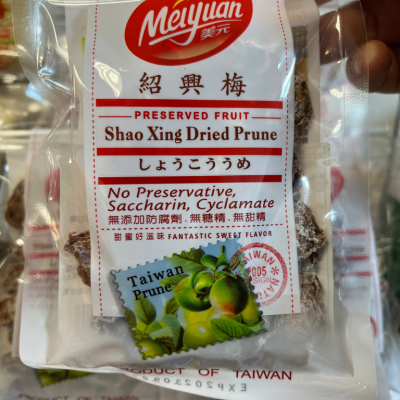 Meiyuan
美元
紹興梅
PRESERVED FRUIT
Shao Xing Dried Prune
しょうこううめ
No Preservative,
Saccharin, Cyclamate
無添加防腐劑.無糖精.無甜精
甜蜜好滋味 FANTASTIC SWEET FLAVOR
Taiwan
Prune
TAIWAN
2005
PRODUCT OF TAIWAN